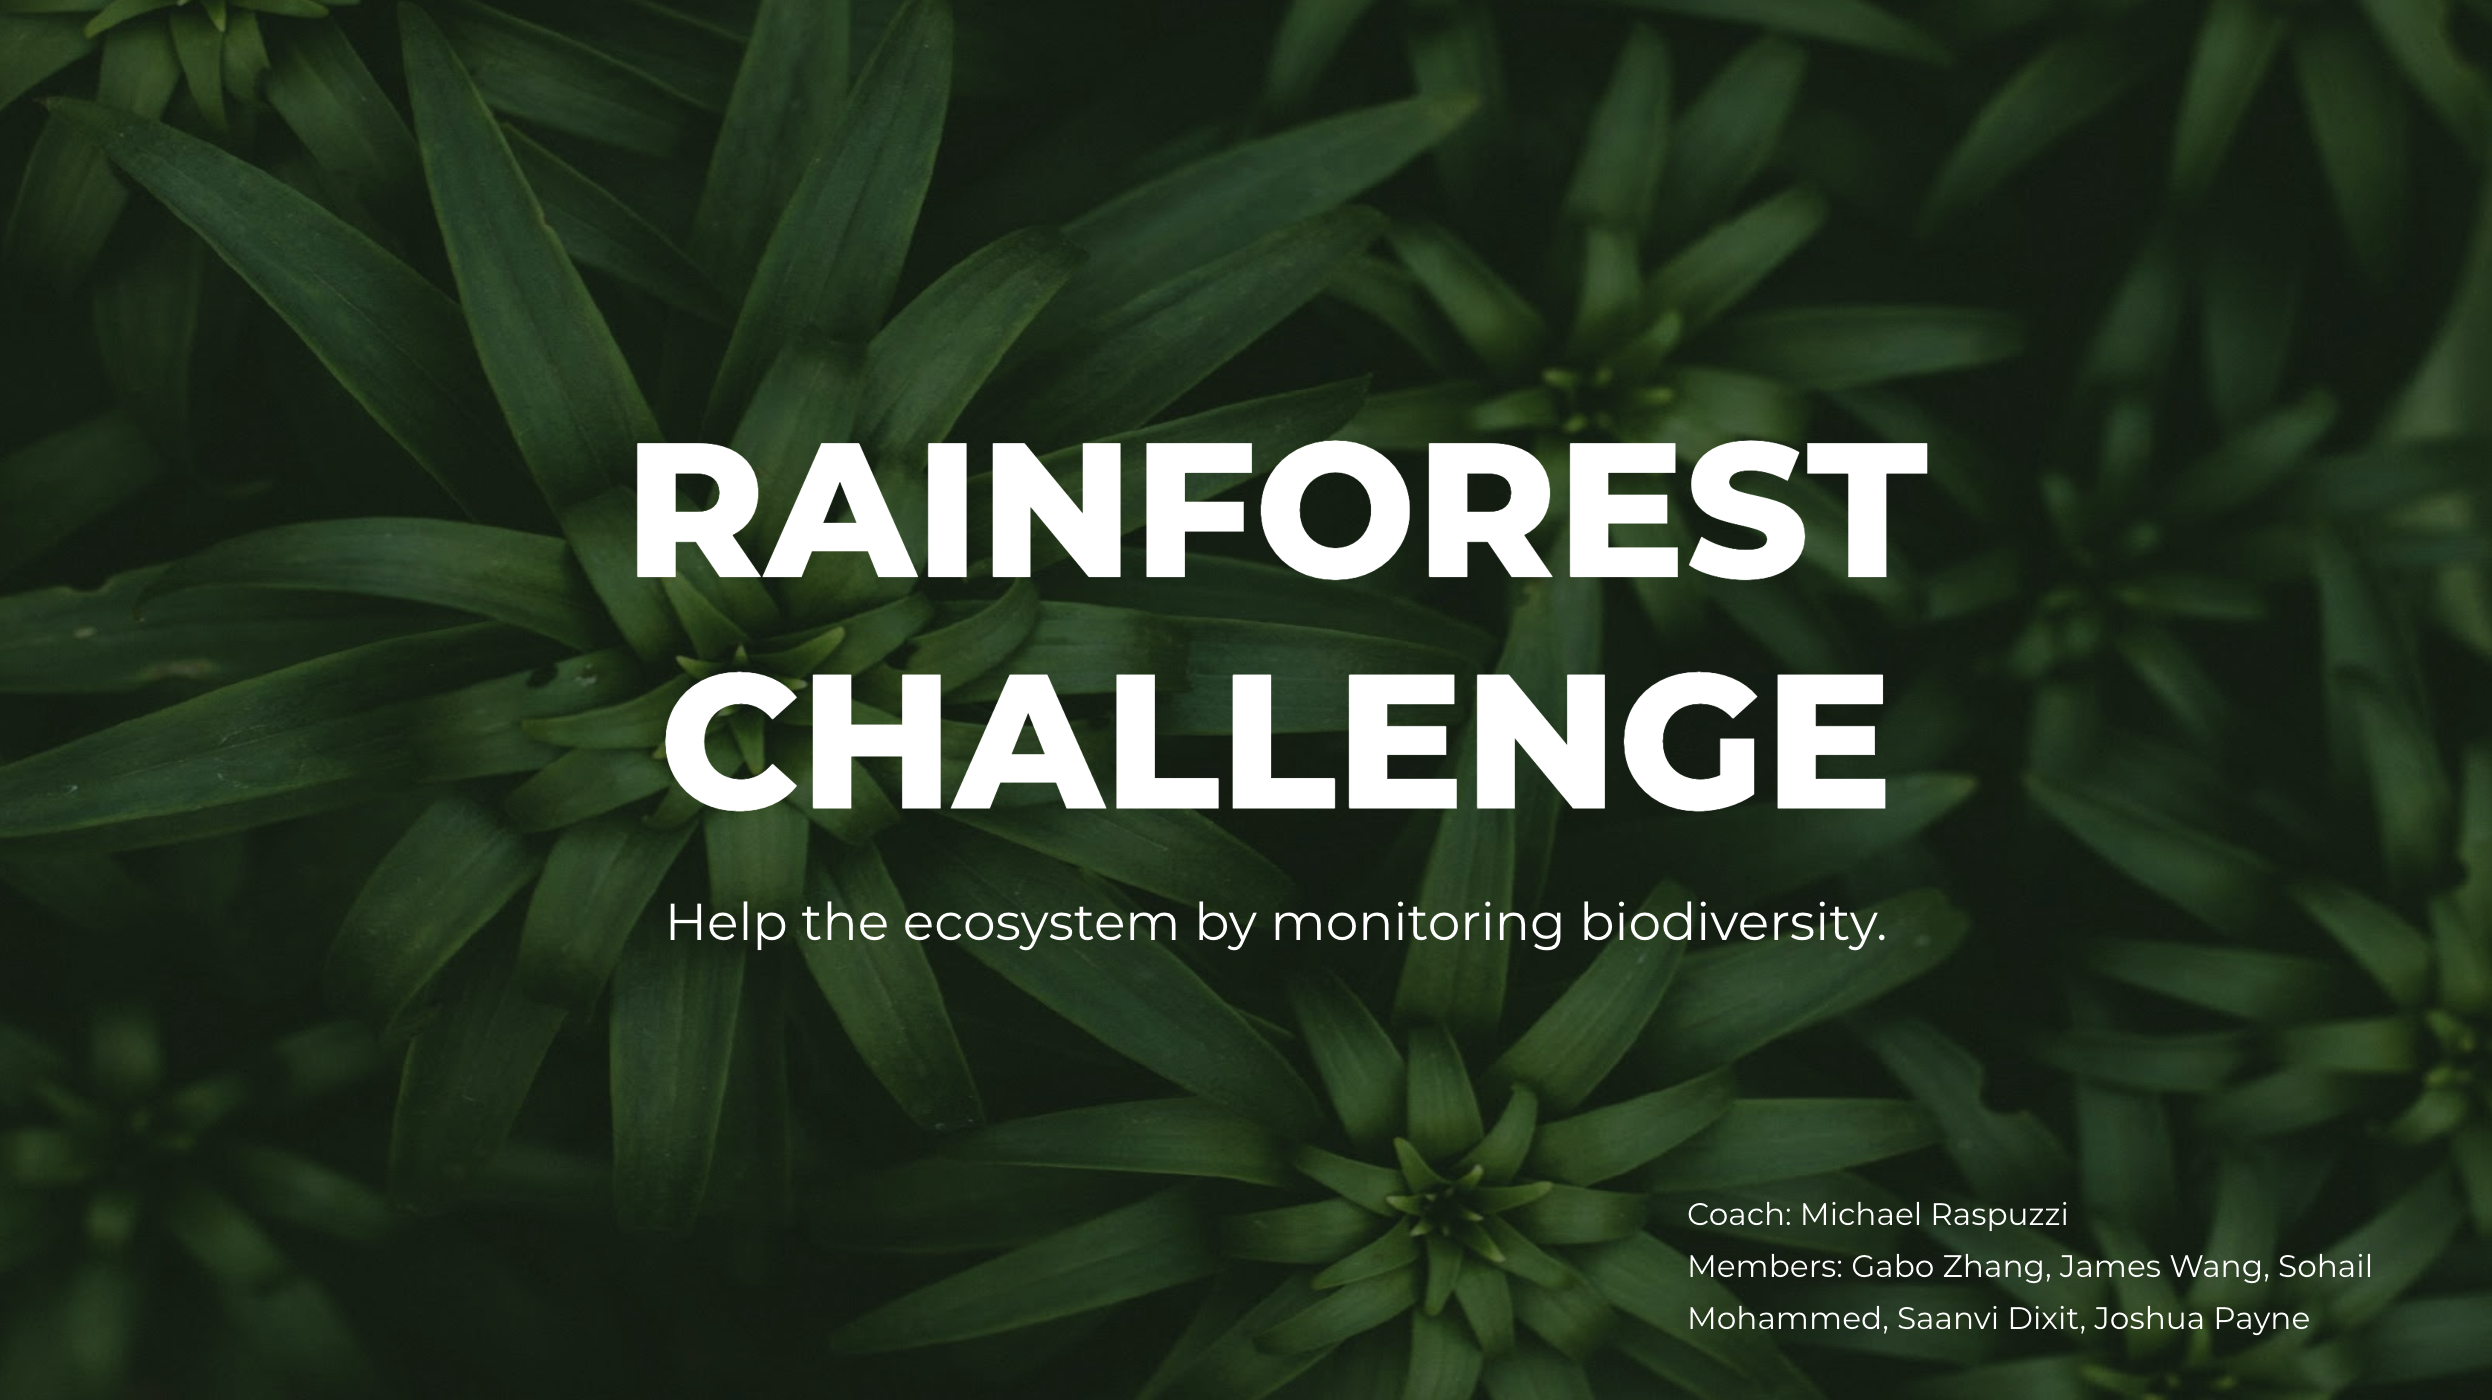 RAINFOREST
CHALLENGE
Help the ecosystem by monitoring biodiversity.
Coach: Michael Raspuzzi
Members: Gabo Zhang, James Wang, Sohail
Mohammed, Saanvi Dixit, Joshua Payne